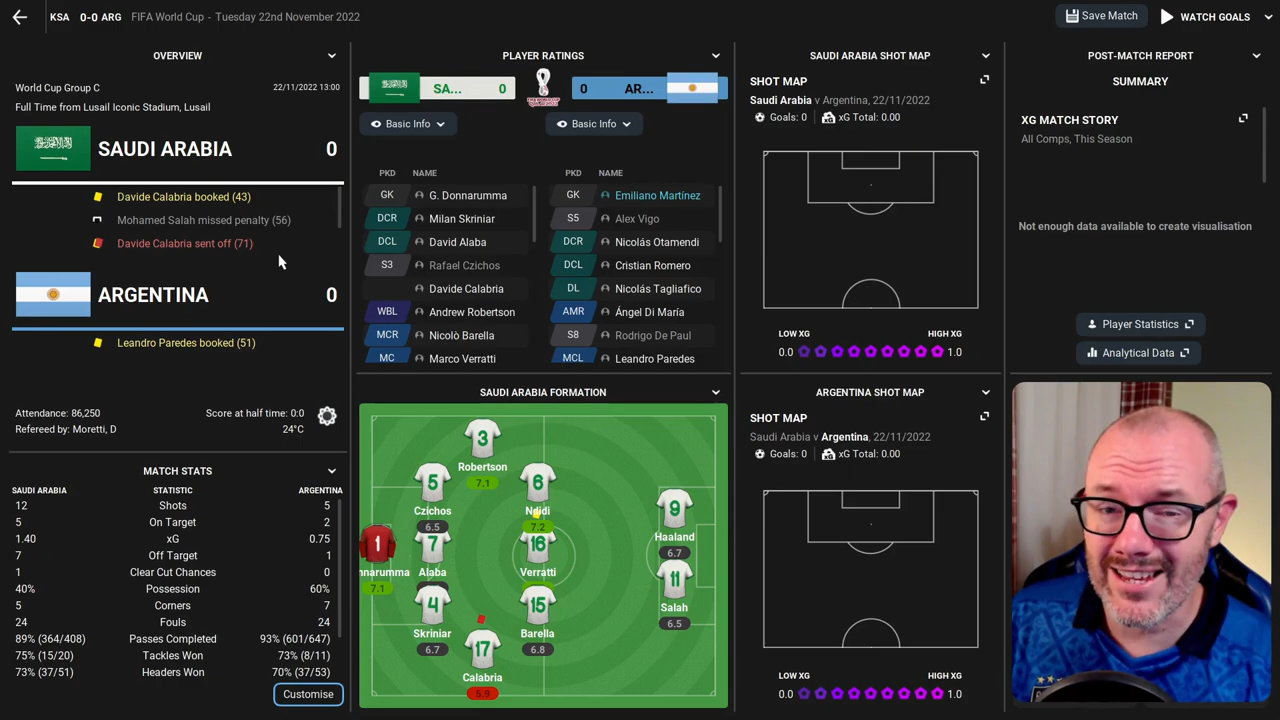 KSA 0-0 ARG FIFA World Cup - Tuesday 22nd November 2022
Save Match
WATCH GOALS
OVERVIEW
World Cup Group C 22/11/2022 13:00
Full Time from Lusail Iconic Stadium, Lusail
SAUDI ARABIA 0
Davide Calabria booked (43)
Mohamed Salah missed penalty (56)
Davide Calabria sent off (71)
ARGENTINA 0
Leandro Paredes booked (51)
Attendance: 86,250 Score at half time: 0:0
Refereed by: Moretti, D 24°C
MATCH STATS
SAUDI ARABIA STATISTIC ARGENTINA
12 Shots 5
5 On Target 2
1.40 xG 0.75
7 Off Target 1
1 Clear Cut Chances 0
40% Possession 60%
5 Corners 7
24 Fouls 24
89% (364/408) Passes Completed 93% (601/647)
75% (15/20) Tackles Won 73% (8/11)
73% (37/51) Headers Won 70% (37/53)
Customise
PLAYER RATINGS
SA... 0 0 AR...
Basic Info Basic Info
PKD NAME PKD NAME
GK G. Donnarumma GK Emiliano Martínez
DCR Milan Skriniar S5 Alex Vigo
DCL David Alaba DCR Nicolás Otamendi
S3 Rafael Czichos DCL Cristian Romero
Davide Calabria DL Nicolás Tagliafico
WBL Andrew Robertson AMR Ángel Di María
MCR Nicolò Barella S8 Rodrigo De Paul
MC Marco Verratti MCL Leandro Paredes
SAUDI ARABIA FORMATION
3
Robertson
7.1
5
Czichos
6.5
6
Ndidi
7.2
9
Haaland
6.7
1
nnarumma
7.1
7
Alaba
16
Verratti
11
Salah
6.5
4
Skriniar
6.7
15
Barella
6.8
17
Calabria
5.9
SAUDI ARABIA SHOT MAP
SHOT MAP
Saudi Arabia v Argentina, 22/11/2022
Goals: 0 xG Total: 0.00
LOW XG HIGH XG
0.0 1.0
ARGENTINA SHOT MAP
SHOT MAP
Saudi Arabia v Argentina, 22/11/2022
Goals: 0 xG Total: 0.00
LOW XG HIGH XG
0.0 1.0
POST-MATCH REPORT
SUMMARY
XG MATCH STORY
All Comps, This Season
Not enough data available to create visualisation
Player Statistics
Analytical Data